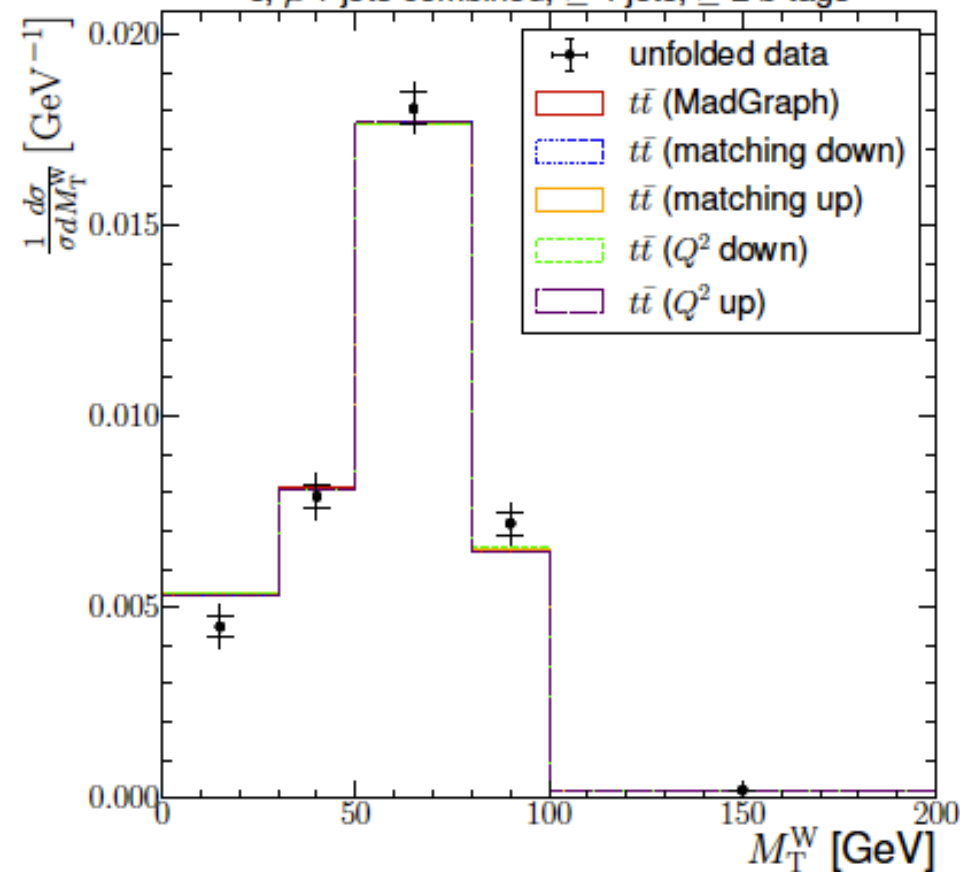 0.020
0.015
0.010
0.005
0.000
1/σ dσ/dM_T^W [GeV⁻¹]
unfolded data
tt̄ (MadGraph)
tt̄ (matching down)
tt̄ (matching up)
tt̄ (Q² down)
tt̄ (Q² up)
0 50 100 150 200
M_T^W [GeV]